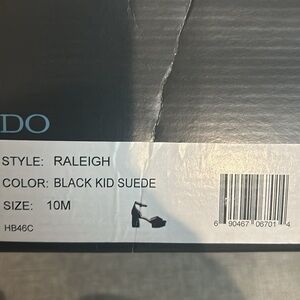 DO
STYLE: RALEIGH
COLOR: BLACK KID SUEDE
SIZE: 10M
HB46C
6 90467 06701 4